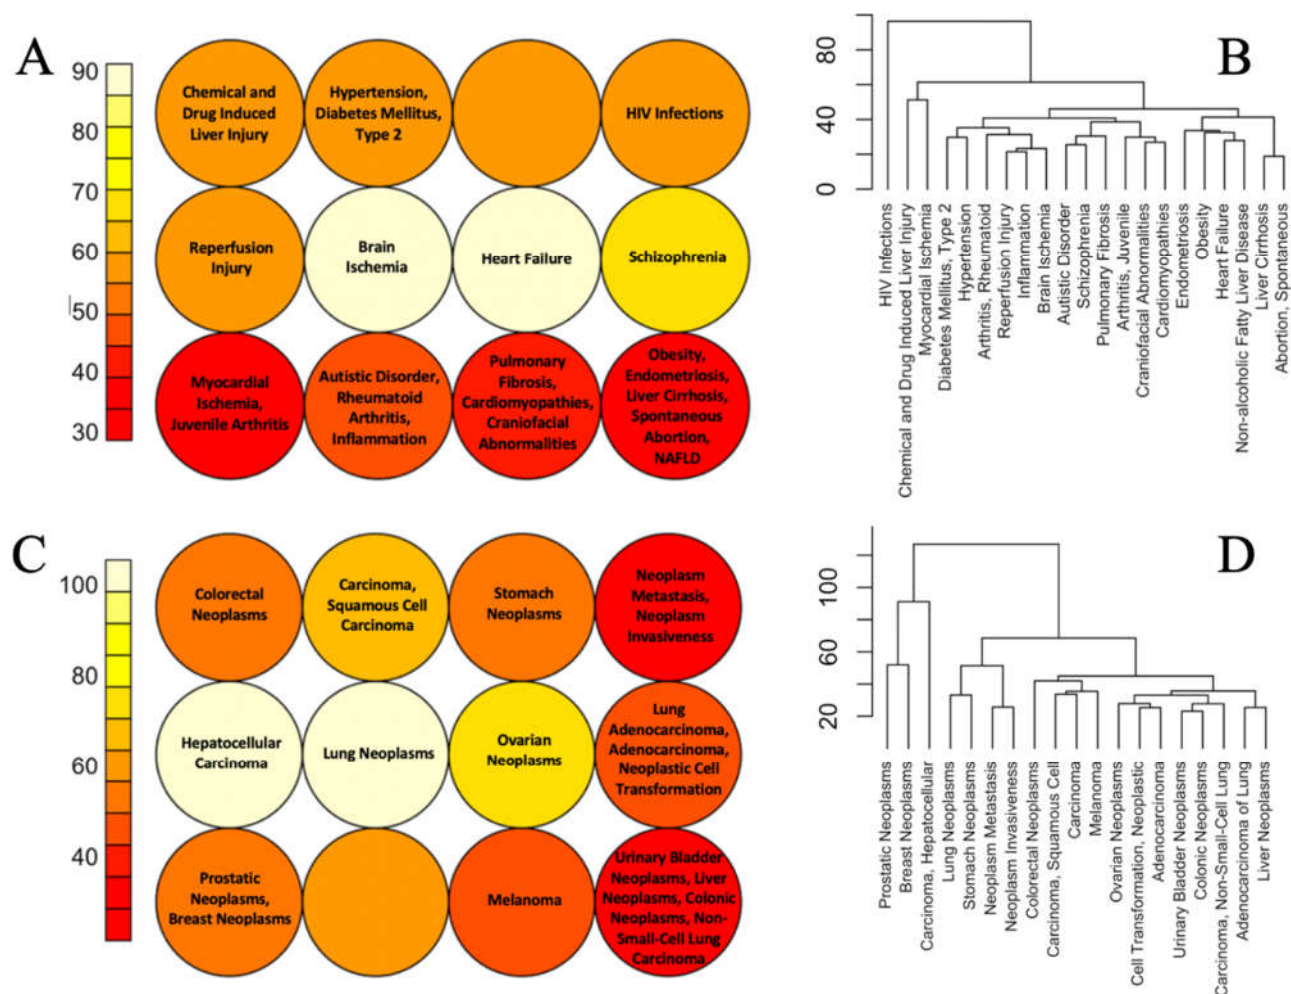 A
90
80
70
60
50
40
30
Chemical and
Drug Induced
Liver Injury
Hypertension,
Diabetes Mellitus,
Type 2
HIV Infections
Reperfusion
Injury
Brain
Ischemia
Heart Failure
Schizophrenia
Myocardial
Ischemia,
Juvenile Arthritis
Autistic Disorder,
Rheumatoid
Arthritis,
Inflammation
Pulmonary
Fibrosis,
Cardiomyopathies,
Craniofacial
Abnormalities
Obesity,
Endometriosis,
Liver Cirrhosis,
Spontaneous
Abortion,
NAFLD
B
80
40
0
HIV Infections
Chemical and Drug Induced Liver Injury
Myocardial Ischemia
Diabetes Mellitus, Type 2
Hypertension
Arthritis, Rheumatoid
Reperfusion Injury
Inflammation
Brain Ischemia
Autistic Disorder
Schizophrenia
Pulmonary Fibrosis
Arthritis, Juvenile
Craniofacial Abnormalities
Cardiomyopathies
Endometriosis
Obesity
Heart Failure
Non-alcoholic Fatty Liver Disease
Liver Cirrhosis
Abortion, Spontaneous
C
100
80
60
40
Colorectal
Neoplasms
Carcinoma,
Squamous Cell
Carcinoma
Stomach
Neoplasms
Neoplasm
Metastasis,
Neoplasm
Invasiveness
Hepatocellular
Carcinoma
Lung Neoplasms
Ovarian
Neoplasms
Lung
Adenocarcinoma,
Adenocarcinoma,
Neoplastic Cell
Transformation
Prostatic
Neoplasms,
Breast Neoplasms
Melanoma
Urinary Bladder
Neoplasms, Liver
Neoplasms, Colonic
Neoplasms, Non-
Small-Cell Lung
Carcinoma
D
100
60
20
Prostatic Neoplasms
Breast Neoplasms
Carcinoma, Hepatocellular
Lung Neoplasms
Stomach Neoplasms
Neoplasm Metastasis
Neoplasm Invasiveness
Colorectal Neoplasms
Carcinoma, Squamous Cell
Carcinoma
Melanoma
Ovarian Neoplasms
Cell Transformation, Neoplastic
Adenocarcinoma
Urinary Bladder Neoplasms
Colonic Neoplasms
Carcinoma, Non-Small-Cell Lung
Adenocarcinoma of Lung
Liver Neoplasms